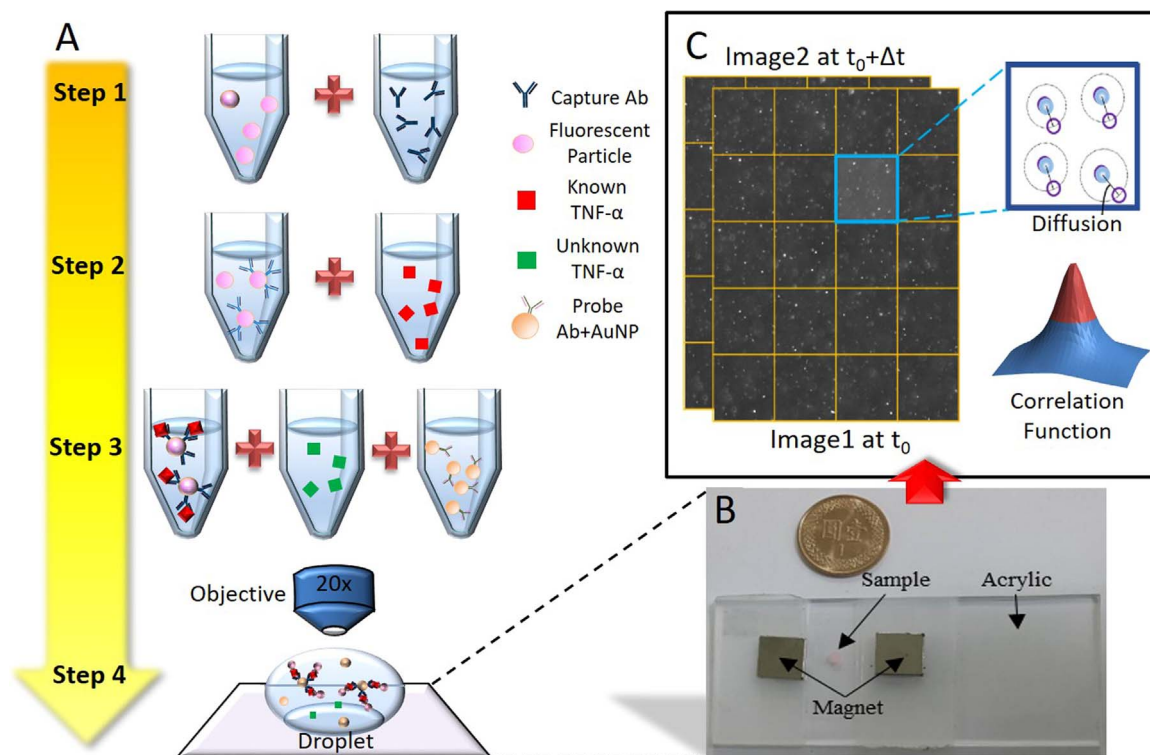 A
Step 1
Capture Ab
Fluorescent
Particle
Known
TNF-α
Unknown
TNF-α
Probe
Ab+AuNP
Step 2
Step 3
Step 4
Objective
20x
Droplet
C
Image2 at t₀+Δt
Image1 at t₀
Diffusion
Correlation
Function
B
Sample
Acrylic
Magnet
1